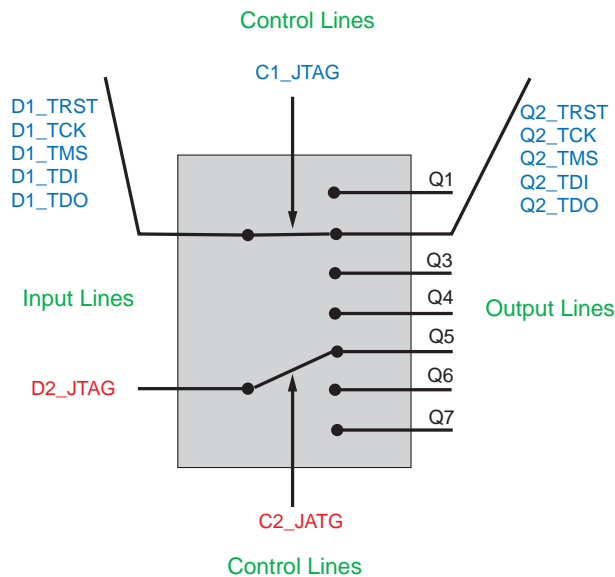 Control Lines
C1_JTAG
D1_TRST
D1_TCK
D1_TMS
D1_TDI
D1_TDO
Q2_TRST
Q2_TCK
Q2_TMS
Q2_TDI
Q2_TDO
Q1
Q3
Input Lines
Q4
Output Lines
Q5
D2_JTAG
Q6
Q7
C2_JATG
Control Lines